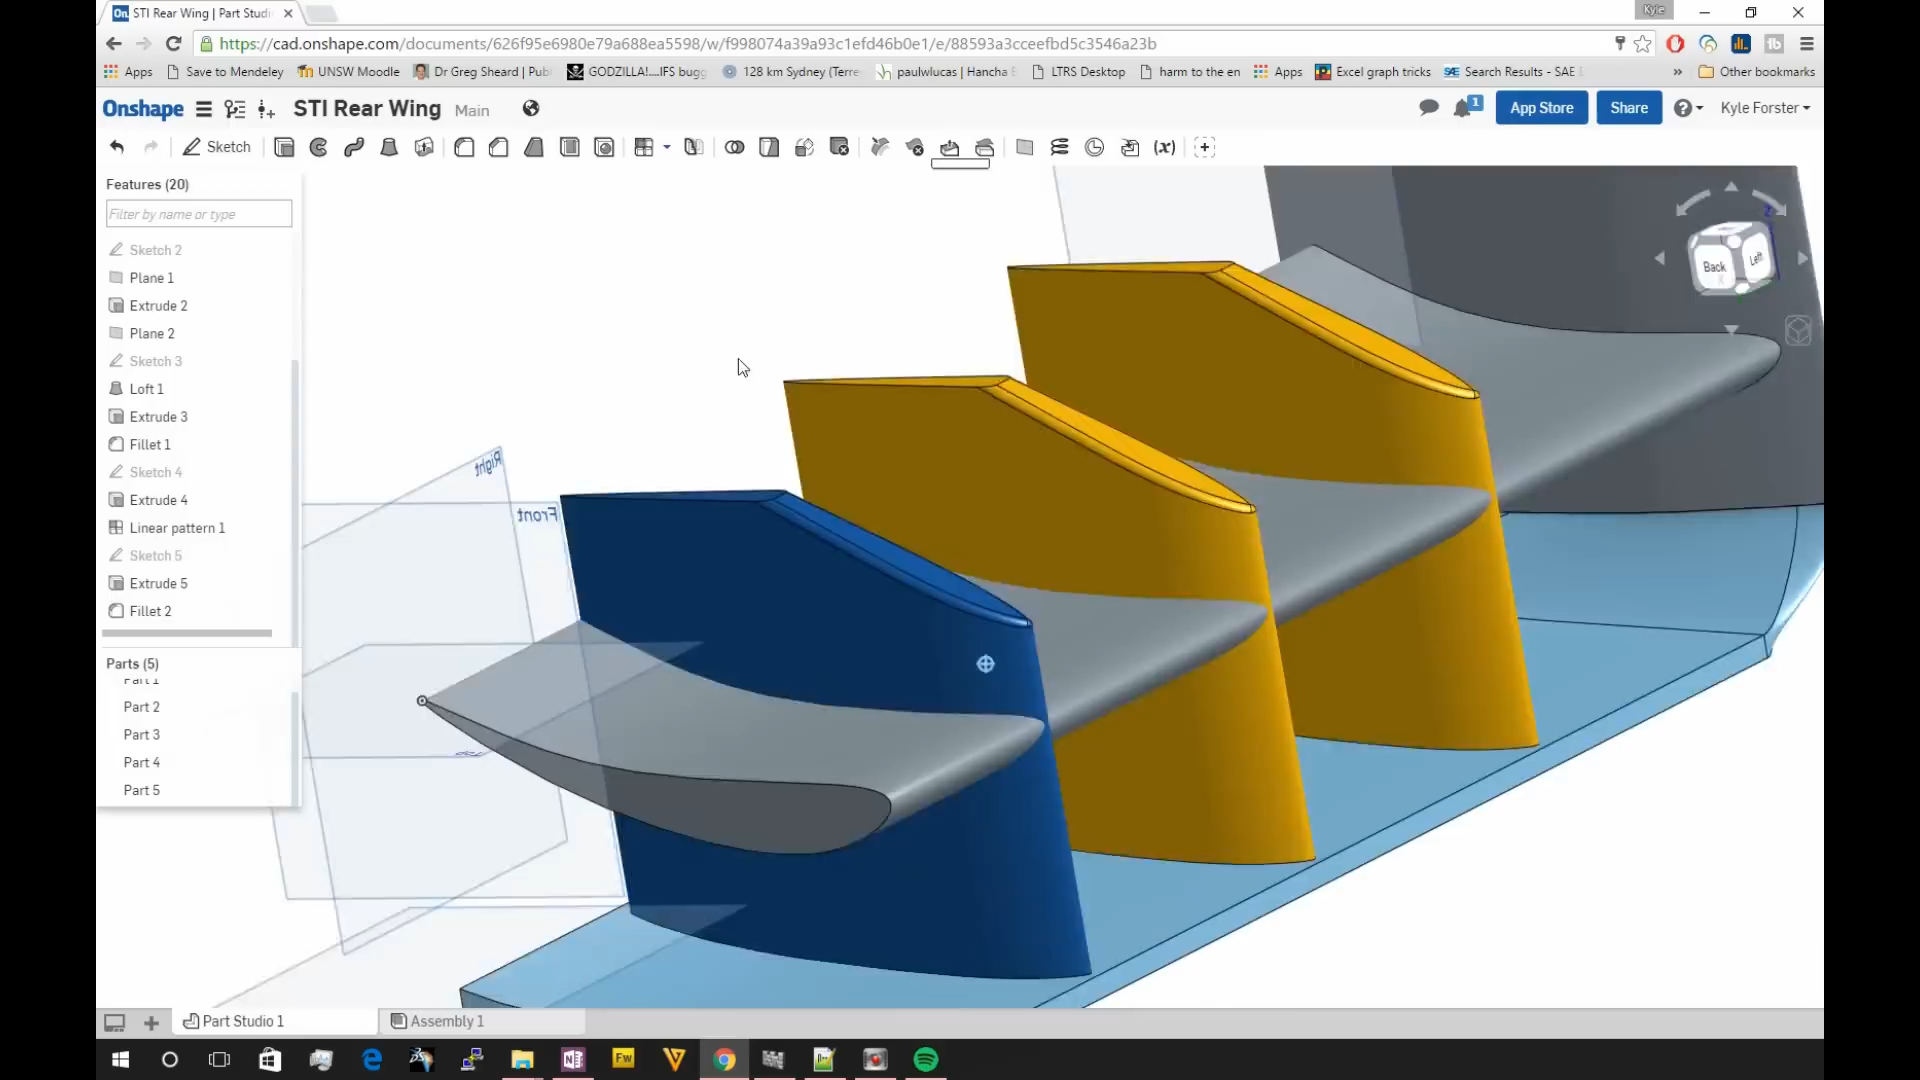 STI Rear Wing | Part Studi
Kyle
https://cad.onshape.com/documents/626f95e6980e79a688ea5598/w/f998074a39a93c1efd46b0e1/e/88593a3cceefbd5c3546a23b
Apps Save to Mendeley UNSW Moodle Dr Greg Sheard | Pub GODZILLA!....IFS bugg 128 km Sydney (Terre paulwlucas | Hancha LTRS Desktop harm to the en Apps Excel graph tricks Search Results - SAE » Other bookmarks
Onshape STI Rear Wing Main 1 App Store Share Kyle Forster
Sketch (x)
Features (20)
Filter by name or type
Sketch 2
Plane 1
Extrude 2
Plane 2
Sketch 3
Loft 1
Extrude 3
Fillet 1
Sketch 4
Extrude 4
Linear pattern 1
Sketch 5
Extrude 5
Fillet 2
Parts (5)
Part 1
Part 2
Part 3
Part 4
Part 5
Right
Front
Top
Z
Back Left
X
Part Studio 1 Assembly 1
Fw